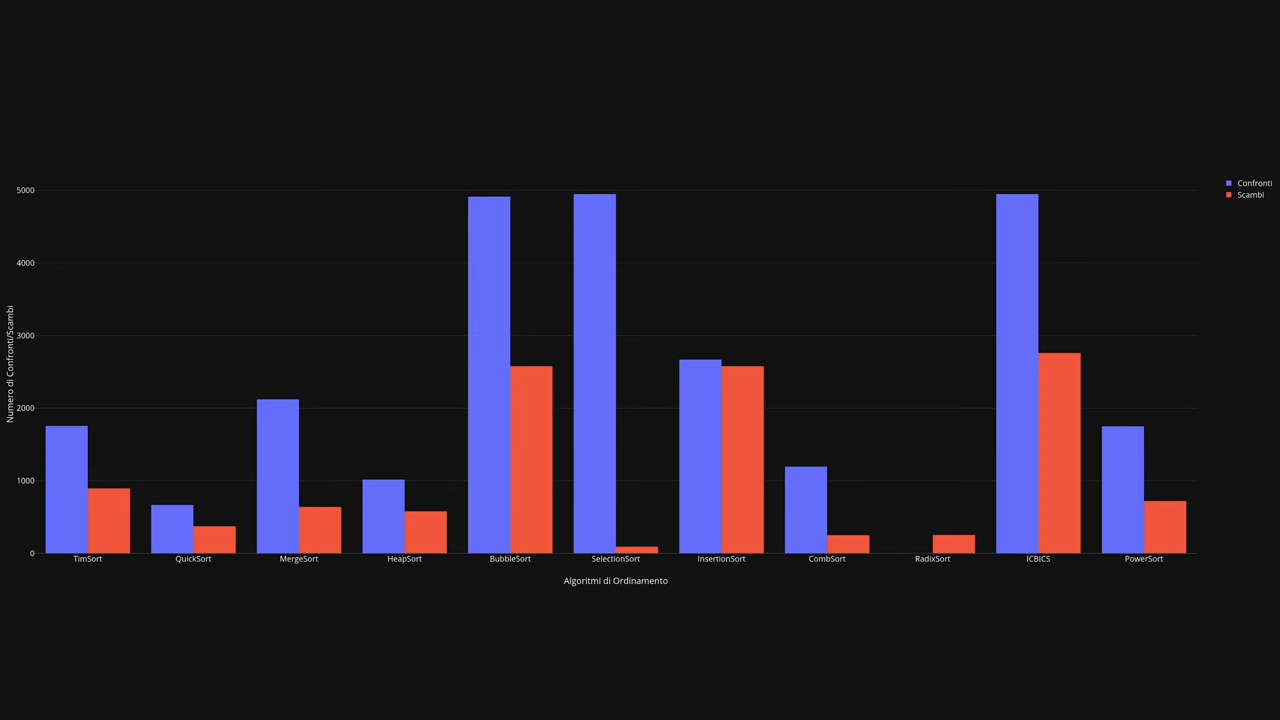 Confronti
Scambi
5000
4000
3000
2000
1000
0
Numero di Confronti/Scambi
TimSort
QuickSort
MergeSort
HeapSort
BubbleSort
SelectionSort
InsertionSort
CombSort
RadixSort
ICBICS
PowerSort
Algoritmi di Ordinamento